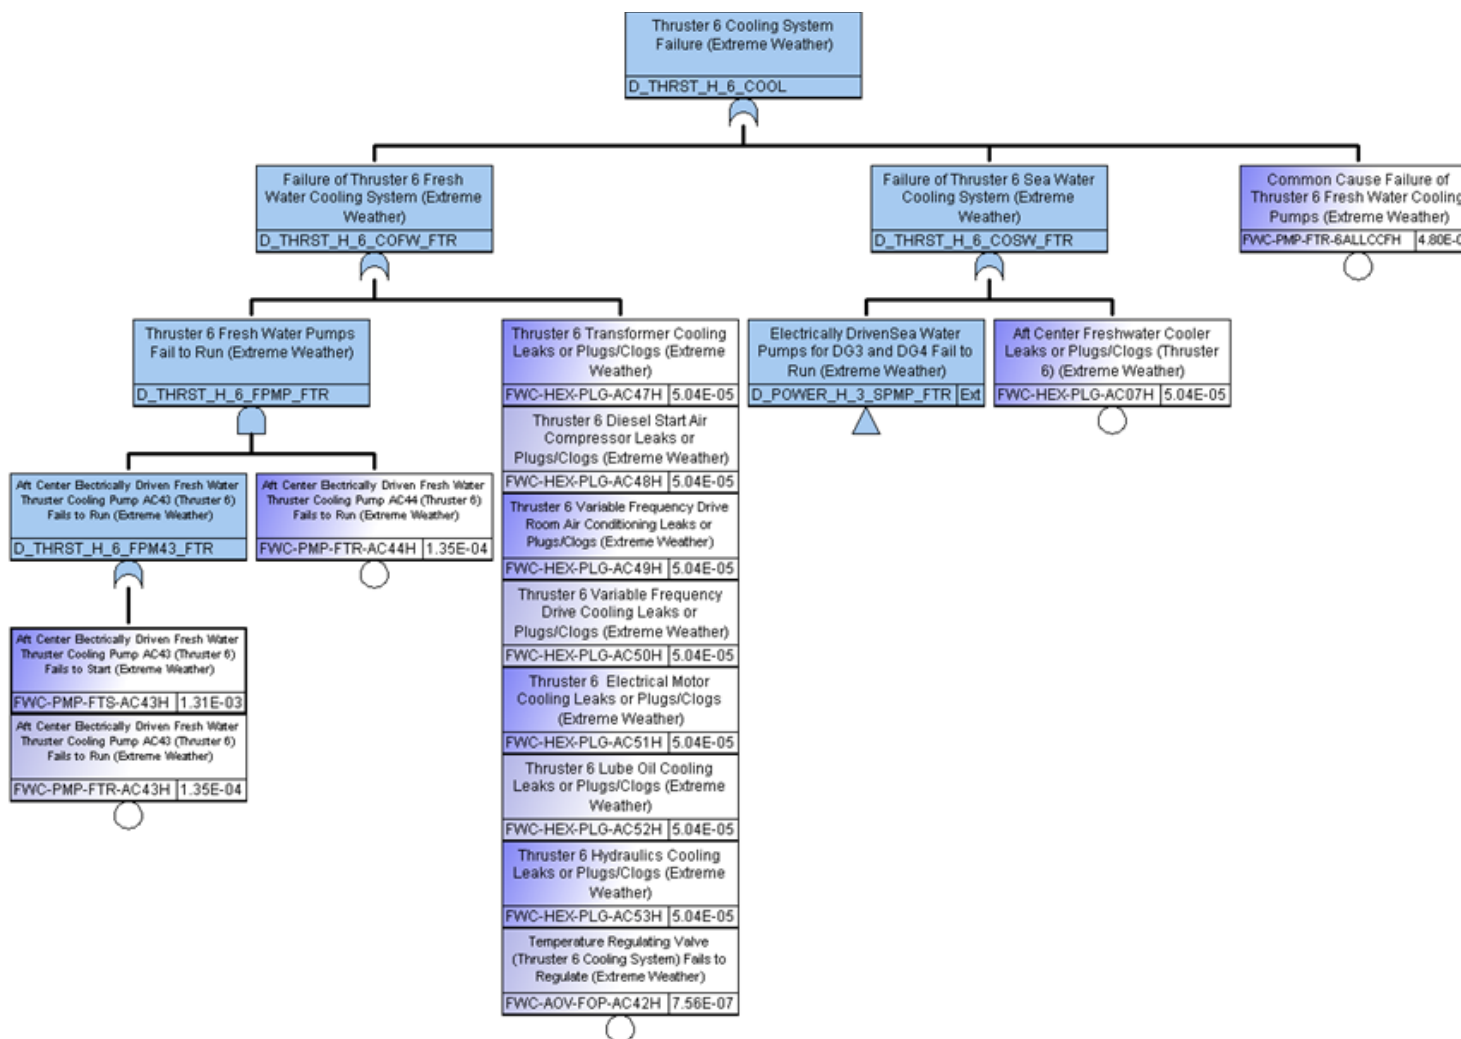 Thruster 6 Cooling System
Failure (Extreme Weather)
D_THRST_H_6_COOL
Failure of Thruster 6 Fresh
Water Cooling System (Extreme
Weather)
D_THRST_H_6_COFW_FTR
Failure of Thruster 6 Sea Water
Cooling System (Extreme
Weather)
D_THRST_H_6_COSW_FTR
Common Cause Failure of
Thruster 6 Fresh Water Cooling
Pumps (Extreme Weather)
FWC-PMP-FTR-6ALLCCFH
Thruster 6 Fresh Water Pumps
Fail to Run (Extreme Weather)
D_THRST_H_6_FPMP_FTR
Thruster 6 Transformer Cooling
Leaks or Plugs/Clogs (Extreme
Weather)
FWC-HEX-PLG-AC47H 5.04E-05
Thruster 6 Diesel Start Air
Compressor Leaks or
Plugs/Clogs (Extreme Weather)
FWC-HEX-PLG-AC48H 5.04E-05
Thruster 6 Variable Frequency Drive
Room Air Conditioning Leaks or
Plugs/Clogs (Extreme Weather)
FWC-HEX-PLG-AC49H 5.04E-05
Thruster 6 Variable Frequency
Drive Cooling Leaks or
Plugs/Clogs (Extreme Weather)
FWC-HEX-PLG-AC50H 5.04E-05
Thruster 6 Electrical Motor
Cooling Leaks or Plugs/Clogs
(Extreme Weather)
FWC-HEX-PLG-AC51H 5.04E-05
Thruster 6 Lube Oil Cooling
Leaks or Plugs/Clogs (Extreme
Weather)
FWC-HEX-PLG-AC52H 5.04E-05
Thruster 6 Hydraulics Cooling
Leaks or Plugs/Clogs (Extreme
Weather)
FWC-HEX-PLG-AC53H 5.04E-05
Temperature Regulating Valve
(Thruster 6 Cooling System) Fails to
Regulate (Extreme Weather)
FWC-AOV-FOP-AC42H 7.56E-07
Electrically DrivenSea Water
Pumps for DG3 and DG4 Fail to
Run (Extreme Weather)
D_POWER_H_3_SPMP_FTR Ext
Aft Center Freshwater Cooler
Leaks or Plugs/Clogs (Thruster
6) (Extreme Weather)
FWC-HEX-PLG-AC07H 5.04E-05
Aft Center Electrically Driven Fresh Water
Thruster Cooling Pump AC43 (Thruster 6)
Fails to Run (Extreme Weather)
D_THRST_H_6_FPM43_FTR
Aft Center Electrically Driven Fresh Water
Thruster Cooling Pump AC44 (Thruster 6)
Fails to Run (Extreme Weather)
FWC-PMP-FTR-AC44H 1.35E-04
Aft Center Electrically Driven Fresh Water
Thruster Cooling Pump AC43 (Thruster 6)
Fails to Start (Extreme Weather)
FWC-PMP-FTS-AC43H 1.31E-03
Aft Center Electrically Driven Fresh Water
Thruster Cooling Pump AC43 (Thruster 6)
Fails to Run (Extreme Weather)
FWC-PMP-FTR-AC43H 1.35E-04